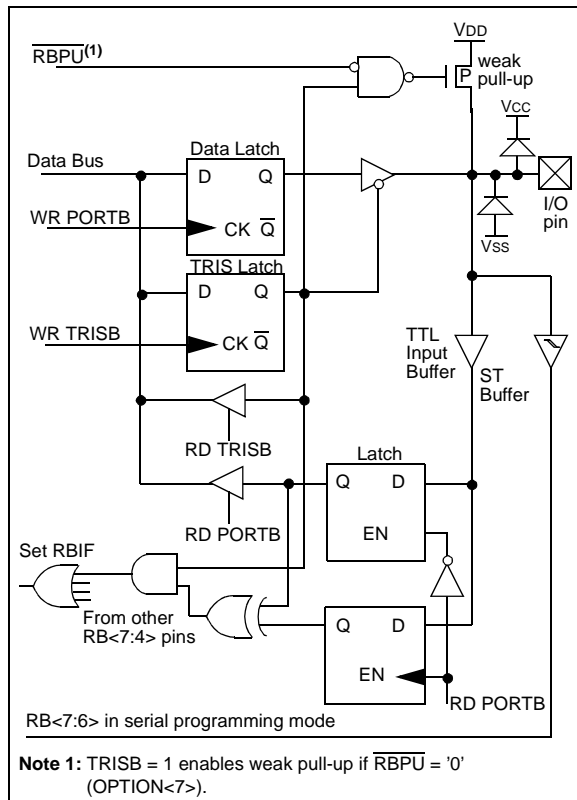 VDD
RBPU(1)
weak
pull-up
P
VCC
Data Latch
Data Bus
D Q
I/O
pin
WR PORTB
CK Q
VSS
TRIS Latch
D Q
WR TRISB
CK Q
TTL
Input
Buffer
ST
Buffer
RD TRISB
Latch
Q D
RD PORTB
EN
Set RBIF
From other
RB<7:4> pins
Q D
EN
RD PORTB
RB<7:6> in serial programming mode
Note 1: TRISB = 1 enables weak pull-up if RBPU = '0'
(OPTION<7>).